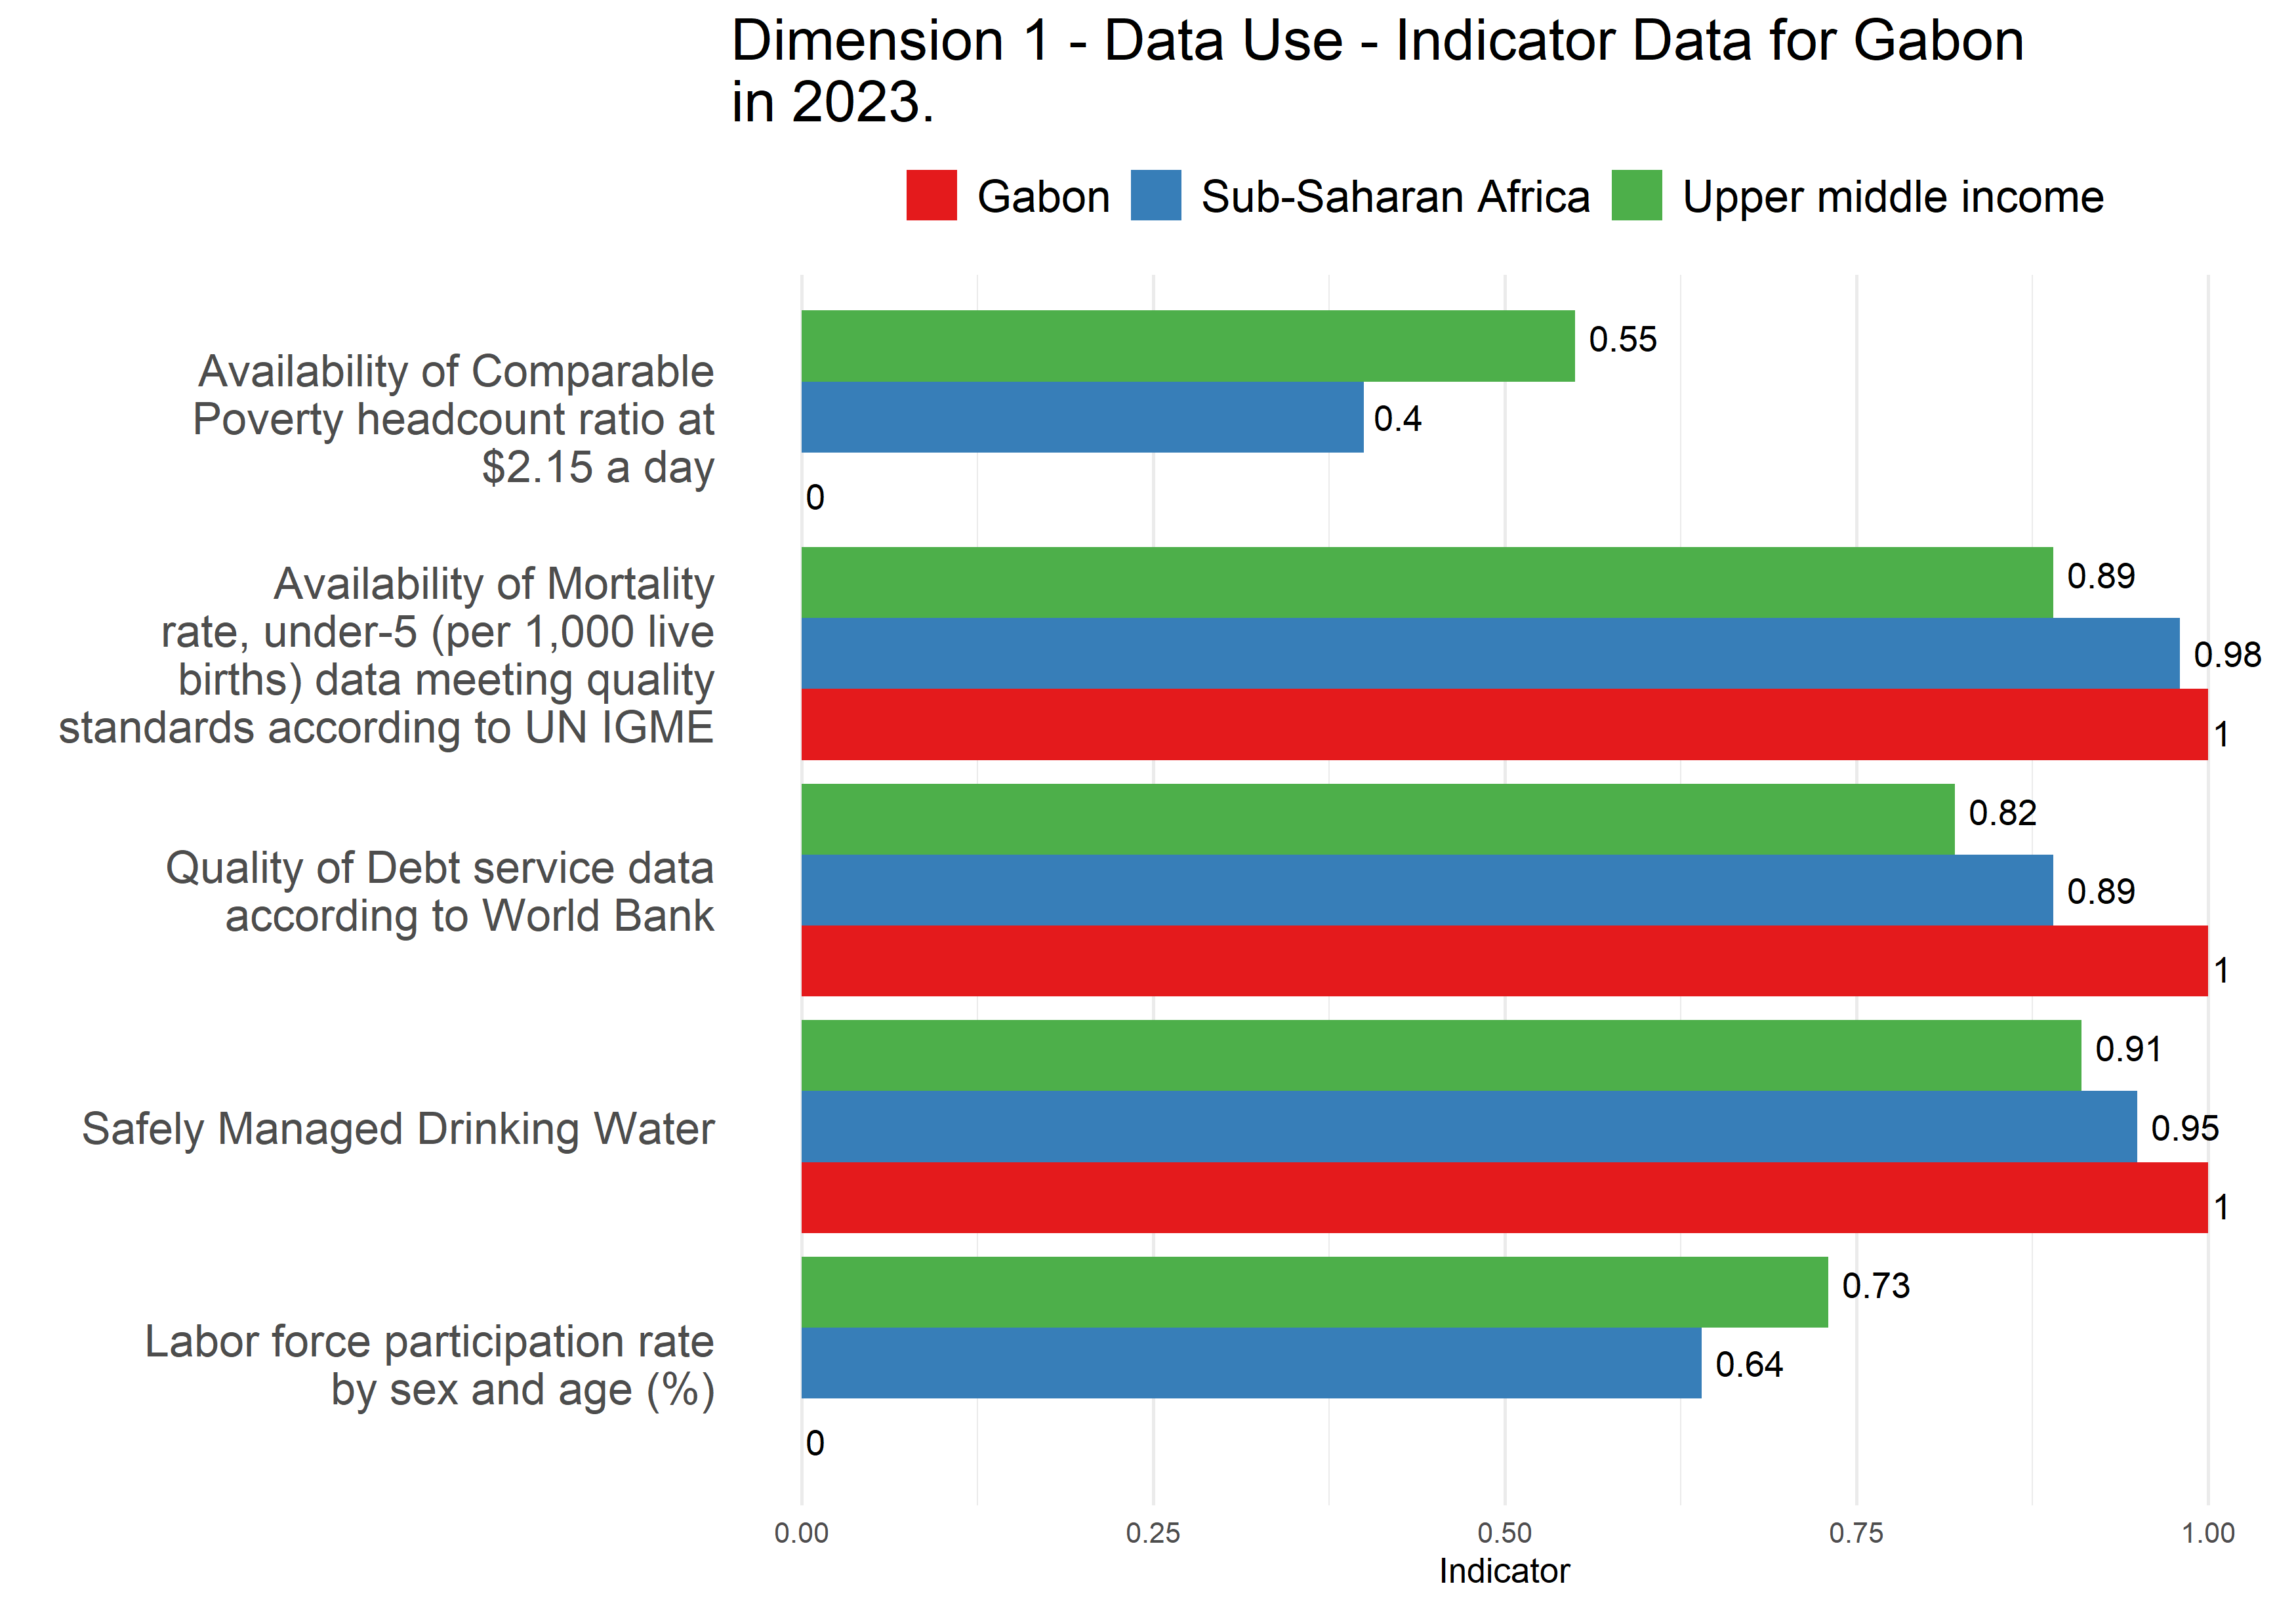 Dimension 1 - Data Use - Indicator Data for Gabon
in 2023.
Gabon Sub-Saharan Africa Upper middle income
Availability of Comparable
Poverty headcount ratio at
$2.15 a day
0.55
0.4
0
Availability of Mortality
rate, under-5 (per 1,000 live
births) data meeting quality
standards according to UN IGME
0.89
0.98
1
Quality of Debt service data
according to World Bank
0.82
0.89
1
Safely Managed Drinking Water
0.91
0.95
1
Labor force participation rate
by sex and age (%)
0.73
0.64
0
0.00 0.25 0.50 0.75 1.00
Indicator